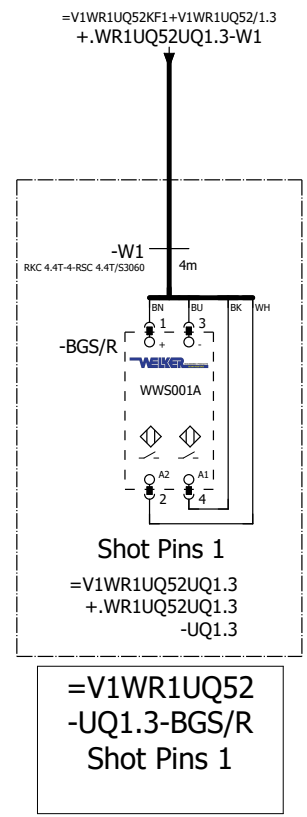 =V1WR1UQ52KF1+V1WR1UQ52/1.3
+.WR1UQ52UQ1.3-W1
-W1
RKC 4.4T-4-RSC 4.4T/S3060
4m
BN BU BK WH
1 3
-BGS/R
+ -
WELKER
WWS001A
A2 A1
2 4
Shot Pins 1
=V1WR1UQ52UQ1.3
+.WR1UQ52UQ1.3
-UQ1.3
=V1WR1UQ52
-UQ1.3-BGS/R
Shot Pins 1